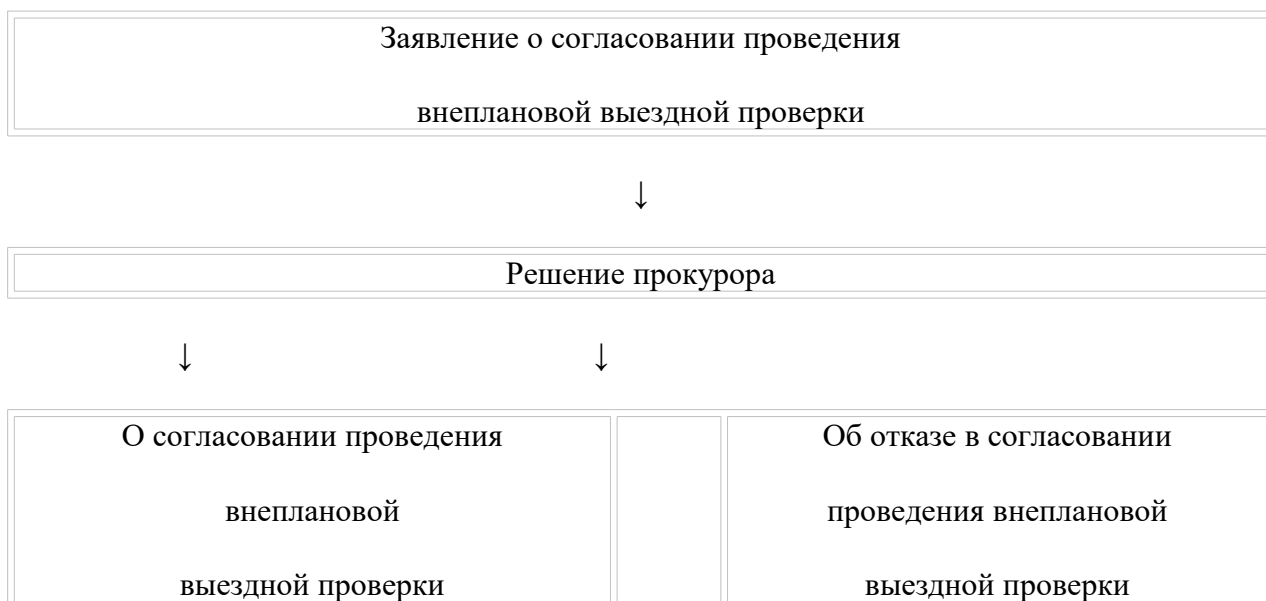 Заявление о согласовании проведения
внеплановой выездной проверки
↓
Решение прокурора
↓ ↓
О согласовании проведения
внеплановой
выездной проверки
Об отказе в согласовании
проведения внеплановой
выездной проверки